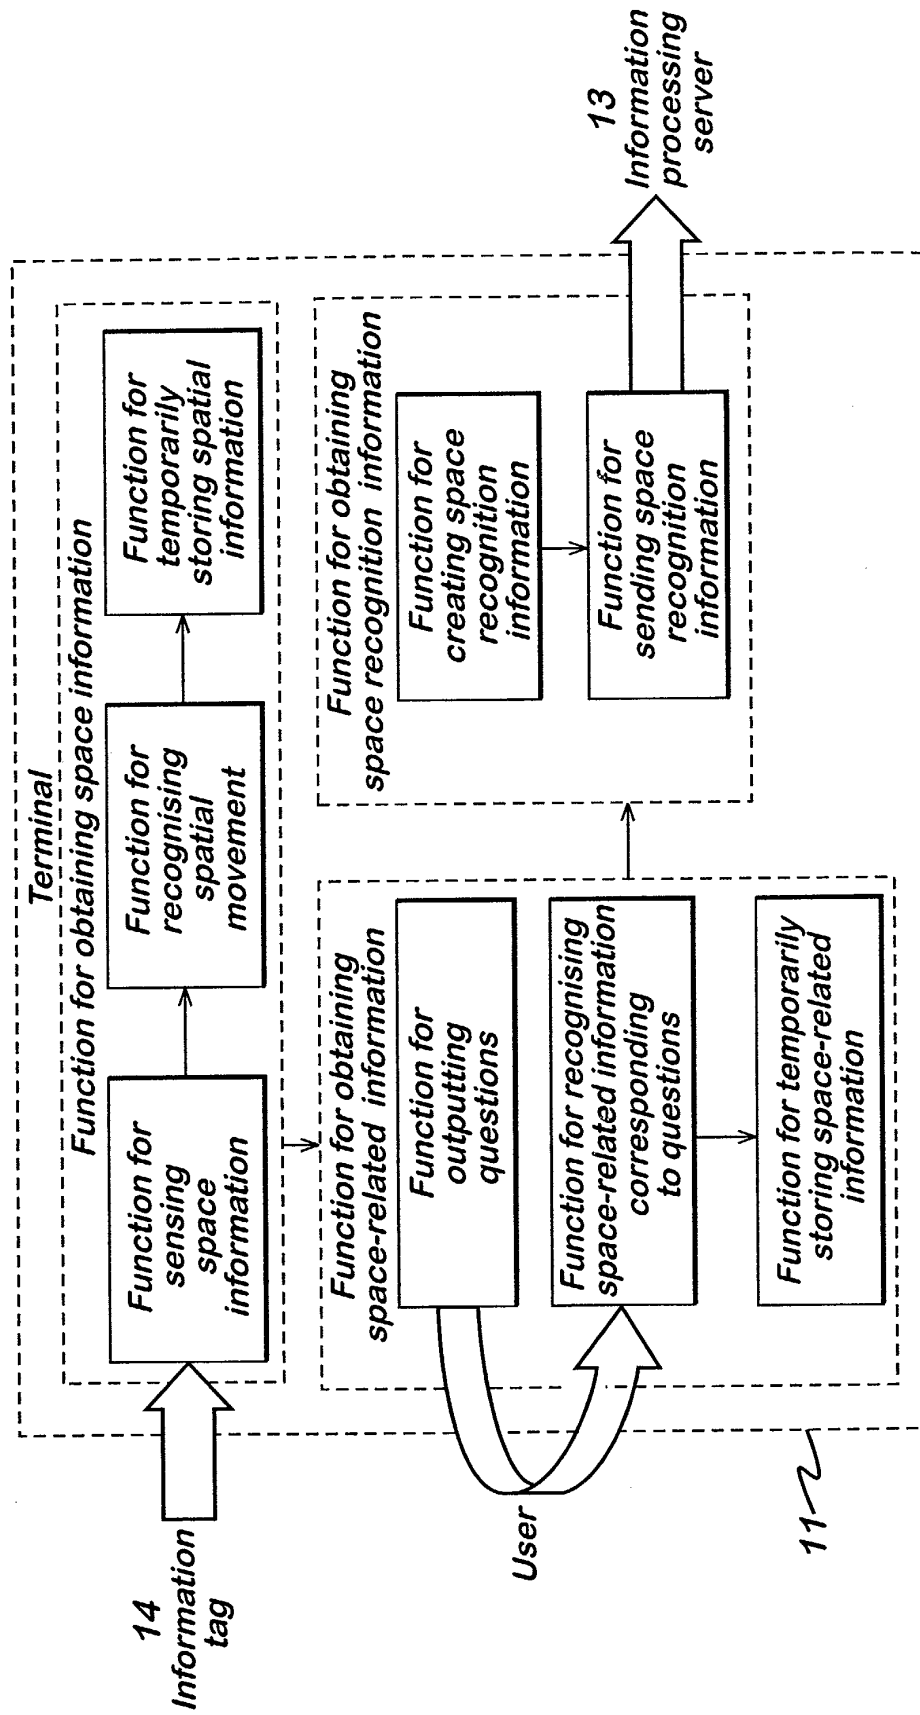 Terminal
Function for obtaining space information
14
Information
tag
Function for
sensing
space
information
Function for
recognising
spatial
movement
Function for
temporarily
storing spatial
information
Function for obtaining
space-related information
Function for
outputting
questions
User
Function for recognising
space-related information
corresponding
to questions
Function for temporarily
storing space-related
information
Function for obtaining
space recognition information
Function for
creating space
recognition
information
Function for
sending space
recognition
information
13
Information
processing
server
11